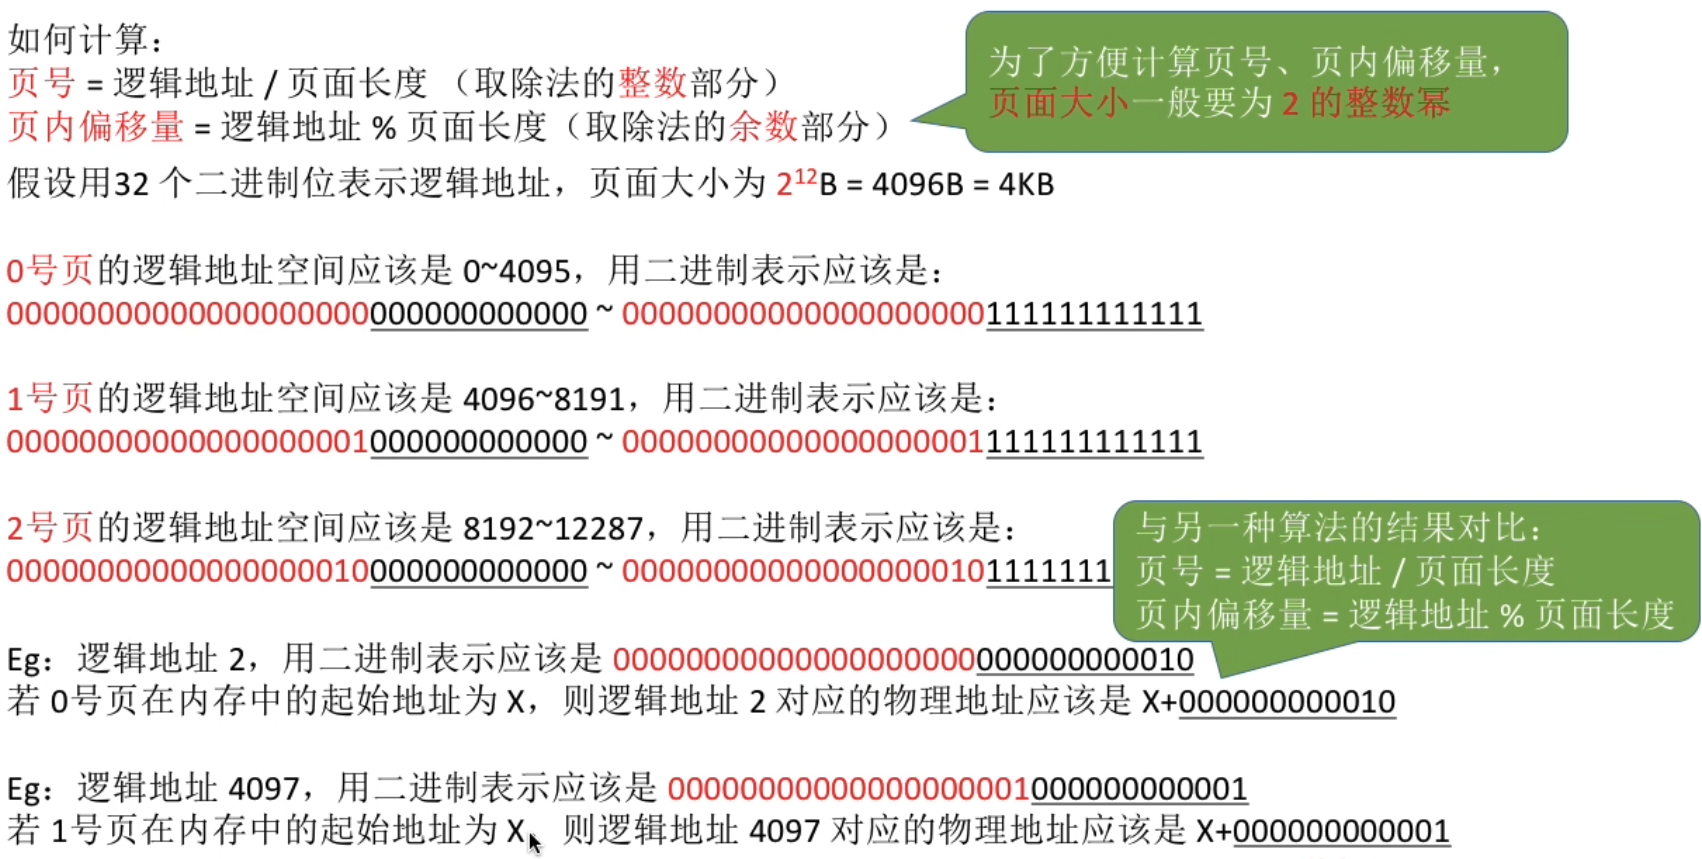 如何计算：
页号 = 逻辑地址 / 页面长度 （取除法的整数部分）
页内偏移量 = 逻辑地址 % 页面长度（取除法的余数部分）
为了方便计算页号、页内偏移量，
页面大小一般要为 2 的整数幂
假设用32 个二进制位表示逻辑地址，页面大小为 2¹²B = 4096B = 4KB
0号页的逻辑地址空间应该是 0~4095，用二进制表示应该是：
00000000000000000000000000000000 ~ 00000000000000000000111111111111
1号页的逻辑地址空间应该是 4096~8191，用二进制表示应该是：
00000000000000000001000000000000 ~ 00000000000000000001111111111111
2号页的逻辑地址空间应该是 8192~12287，用二进制表示应该是：
00000000000000000010000000000000 ~ 000000000000000000101111111
与另一种算法的结果对比：
页号 = 逻辑地址 / 页面长度
页内偏移量 = 逻辑地址 % 页面长度
Eg：逻辑地址 2，用二进制表示应该是 00000000000000000000000000000010
若 0号页在内存中的起始地址为 X，则逻辑地址 2 对应的物理地址应该是 X+000000000010
Eg：逻辑地址 4097，用二进制表示应该是 00000000000000000001000000000001
若 1号页在内存中的起始地址为 X，则逻辑地址 4097 对应的物理地址应该是 X+000000000001